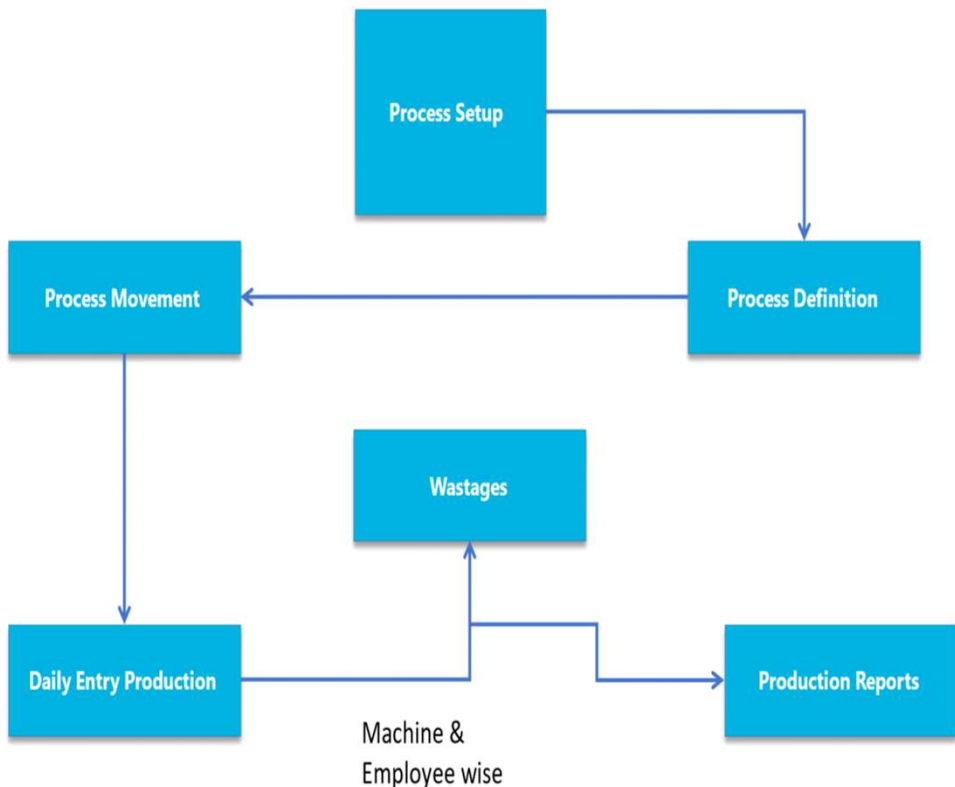 Process Setup
Process Movement
Process Definition
Wastages
Daily Entry Production
Production Reports
Machine &
Employee wise